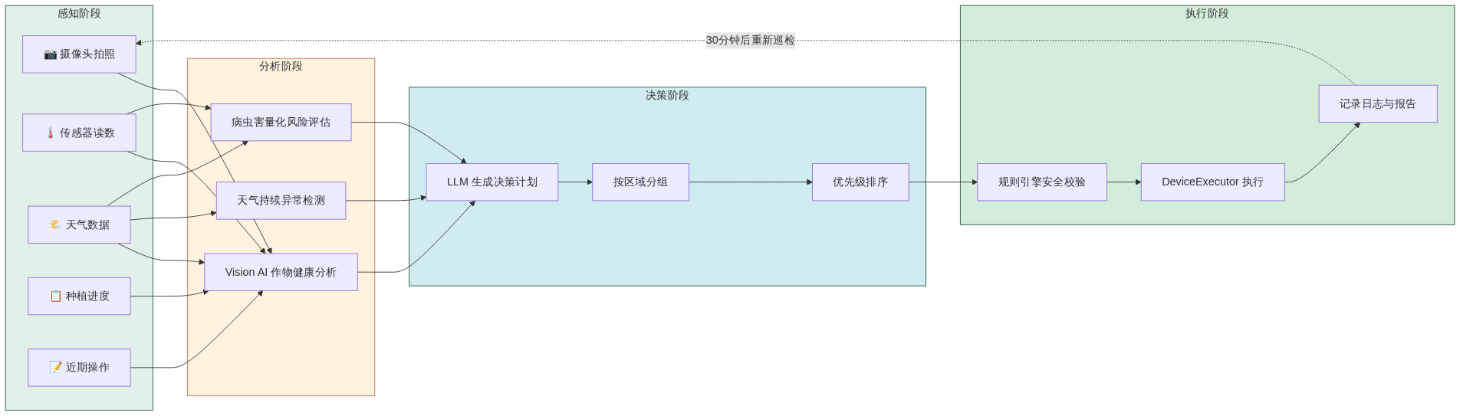 感知阶段
📷 摄像头拍照
🌡️ 传感器读数
🌤️ 天气数据
📋 种植进度
📝 近期操作
分析阶段
病虫害量化风险评估
天气持续异常检测
Vision AI 作物健康分析
决策阶段
LLM 生成决策计划
按区域分组
优先级排序
执行阶段
规则引擎安全校验
DeviceExecutor 执行
记录日志与报告
30分钟后重新巡检